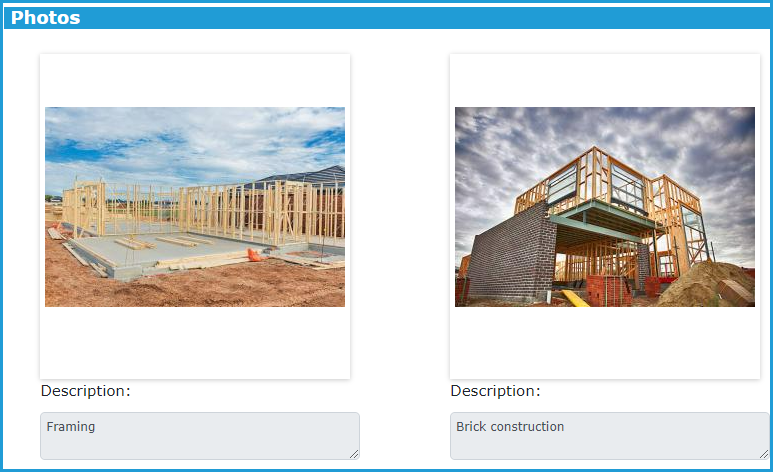 Photos
Description:
Description:
Framing
Brick construction